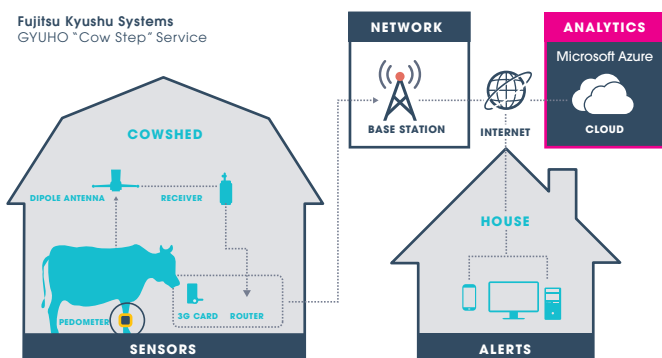 Fujitsu Kyushu Systems
GYUHO "Cow Step" Service
NETWORK
ANALYTICS
Microsoft Azure
BASE STATION
INTERNET
CLOUD
COWSHED
DIPOLE ANTENNA
RECEIVER
HOUSE
PEDOMETER
3G CARD
ROUTER
SENSORS
ALERTS